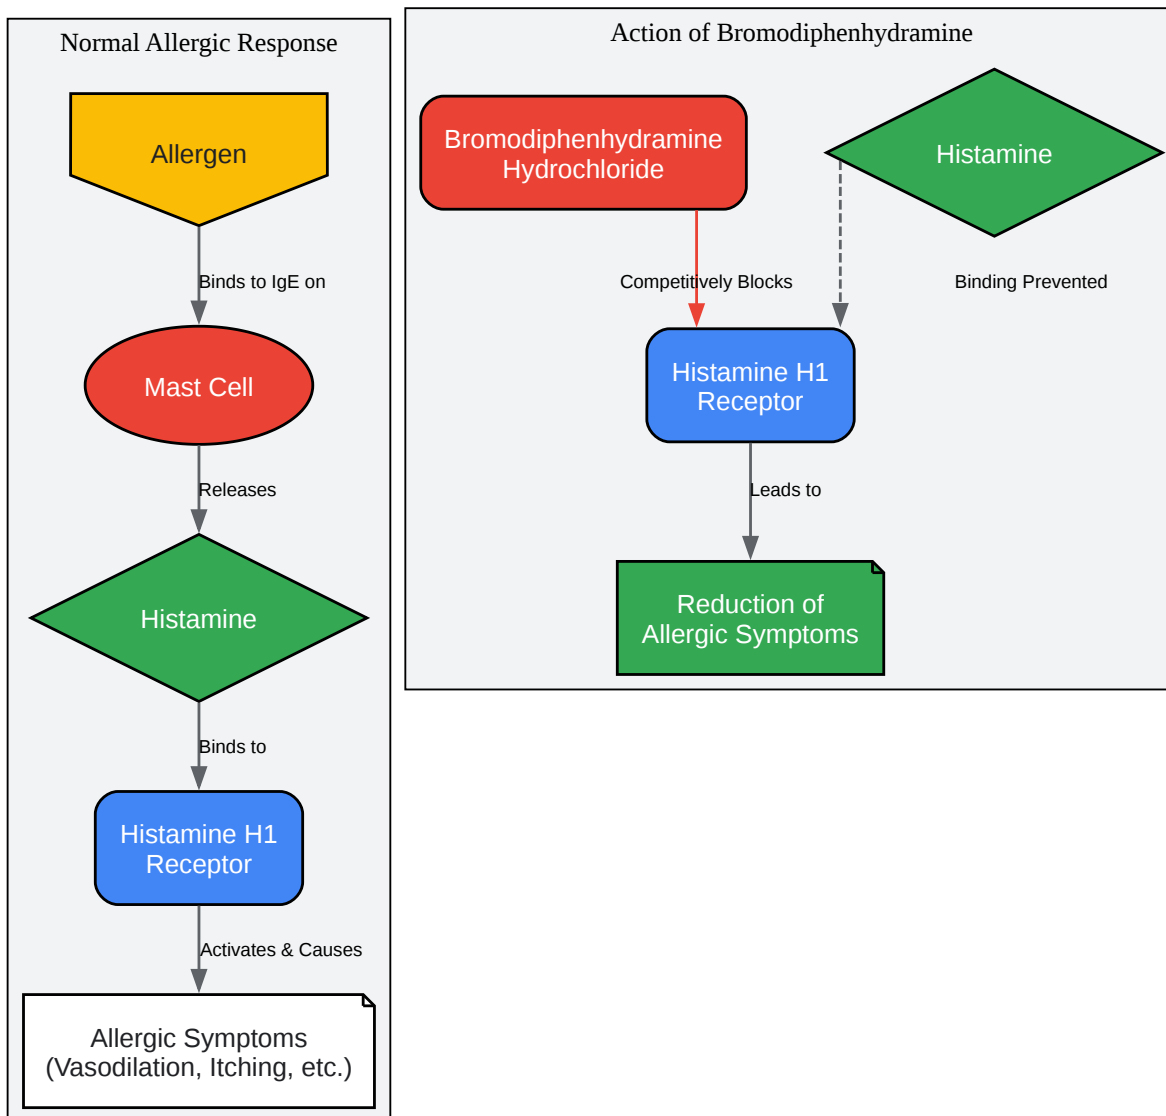 Normal Allergic Response
Allergen
Binds to IgE on
Mast Cell
Releases
Histamine
Binds to
Histamine H1
Receptor
Activates & Causes
Allergic Symptoms
(Vasodilation, Itching, etc.)
Action of Bromodiphenhydramine
Bromodiphenhydramine
Hydrochloride
Histamine
Competitively Blocks
Binding Prevented
Histamine H1
Receptor
Leads to
Reduction of
Allergic Symptoms